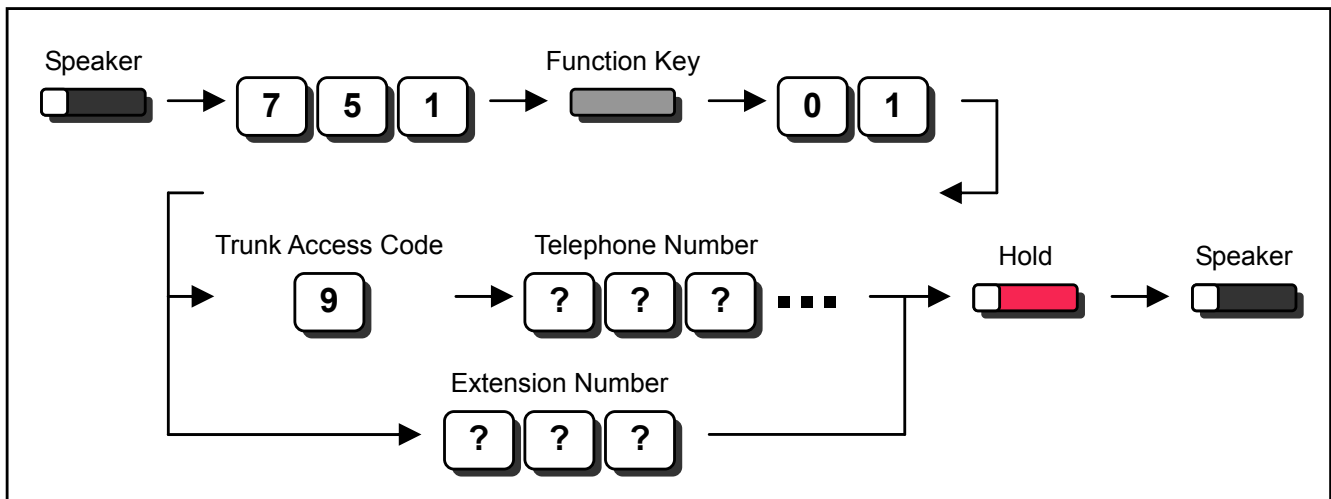 Speaker
Function Key
7 5 1
0 1
Trunk Access Code
Telephone Number
Hold
Speaker
9
? ? ? ...
Extension Number
? ? ?